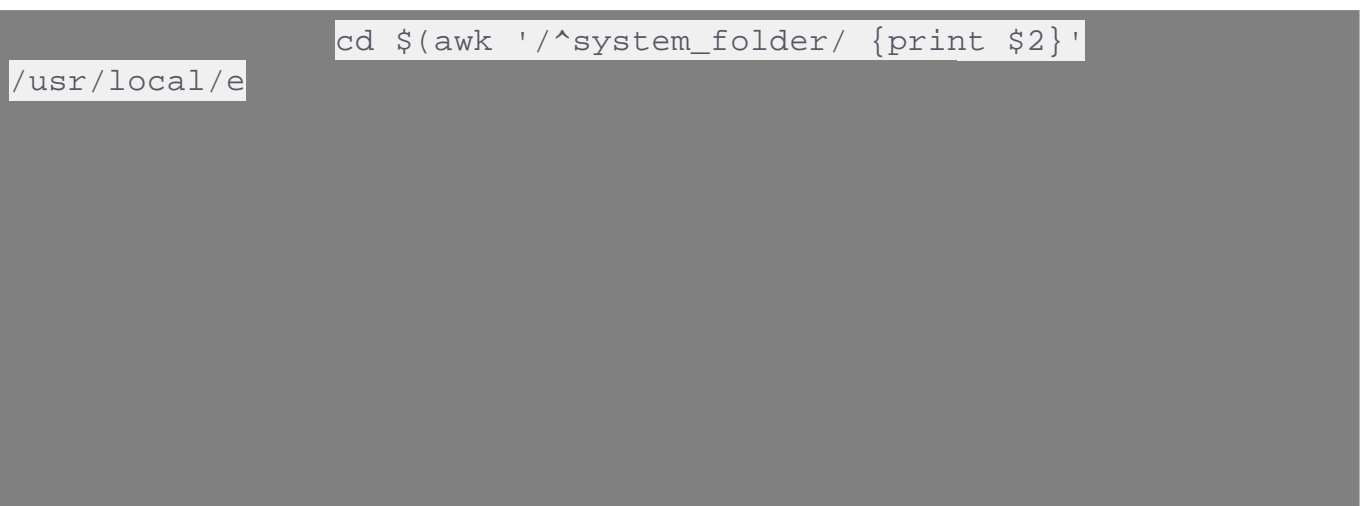 cd $(awk '/^system_folder/ {print $2}'
/usr/local/e